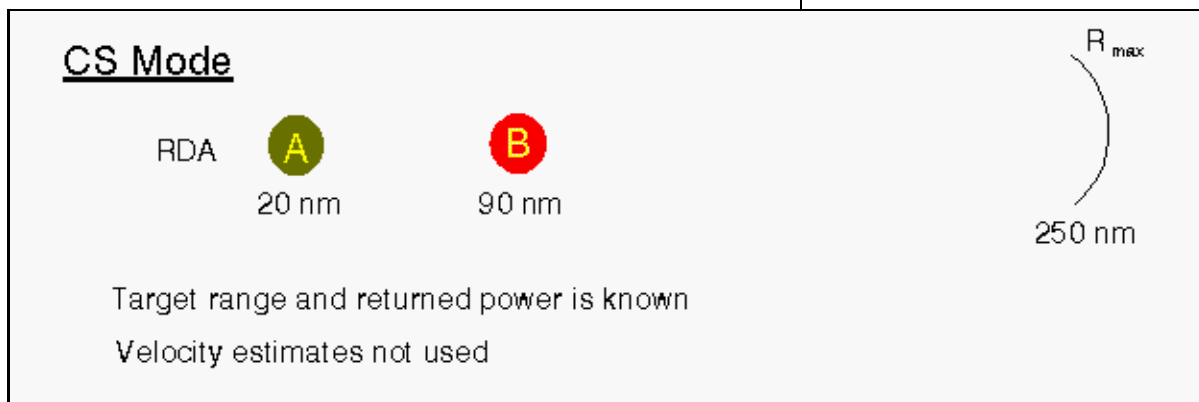 CS Mode
R max
RDA A B
20 nm 90 nm
250 nm
Target range and returned power is known
Velocity estimates not used